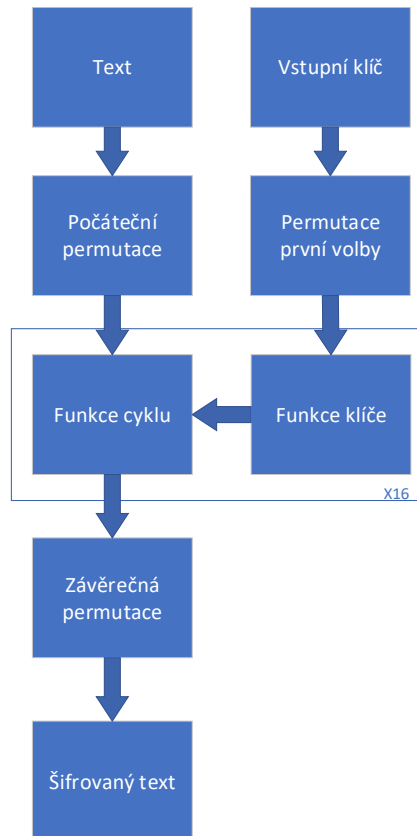 Text
Vstupní klíč
Počáteční
permutace
Permutace
první volby
Funkce cyklu
Funkce klíče
X16
Závěrečná
permutace
Šifrovaný text